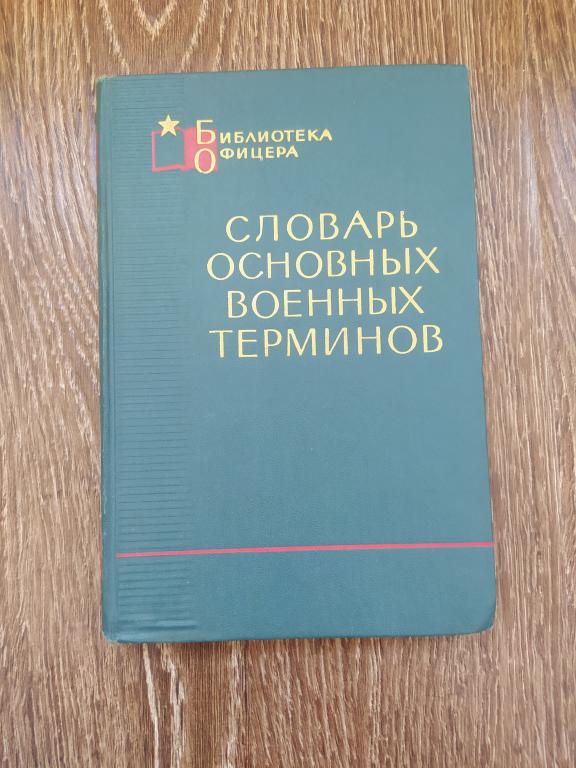 БИБЛИОТЕКА
ОФИЦЕРА
СЛОВАРЬ
ОСНОВНЫХ
ВОЕННЫХ
ТЕРМИНОВ